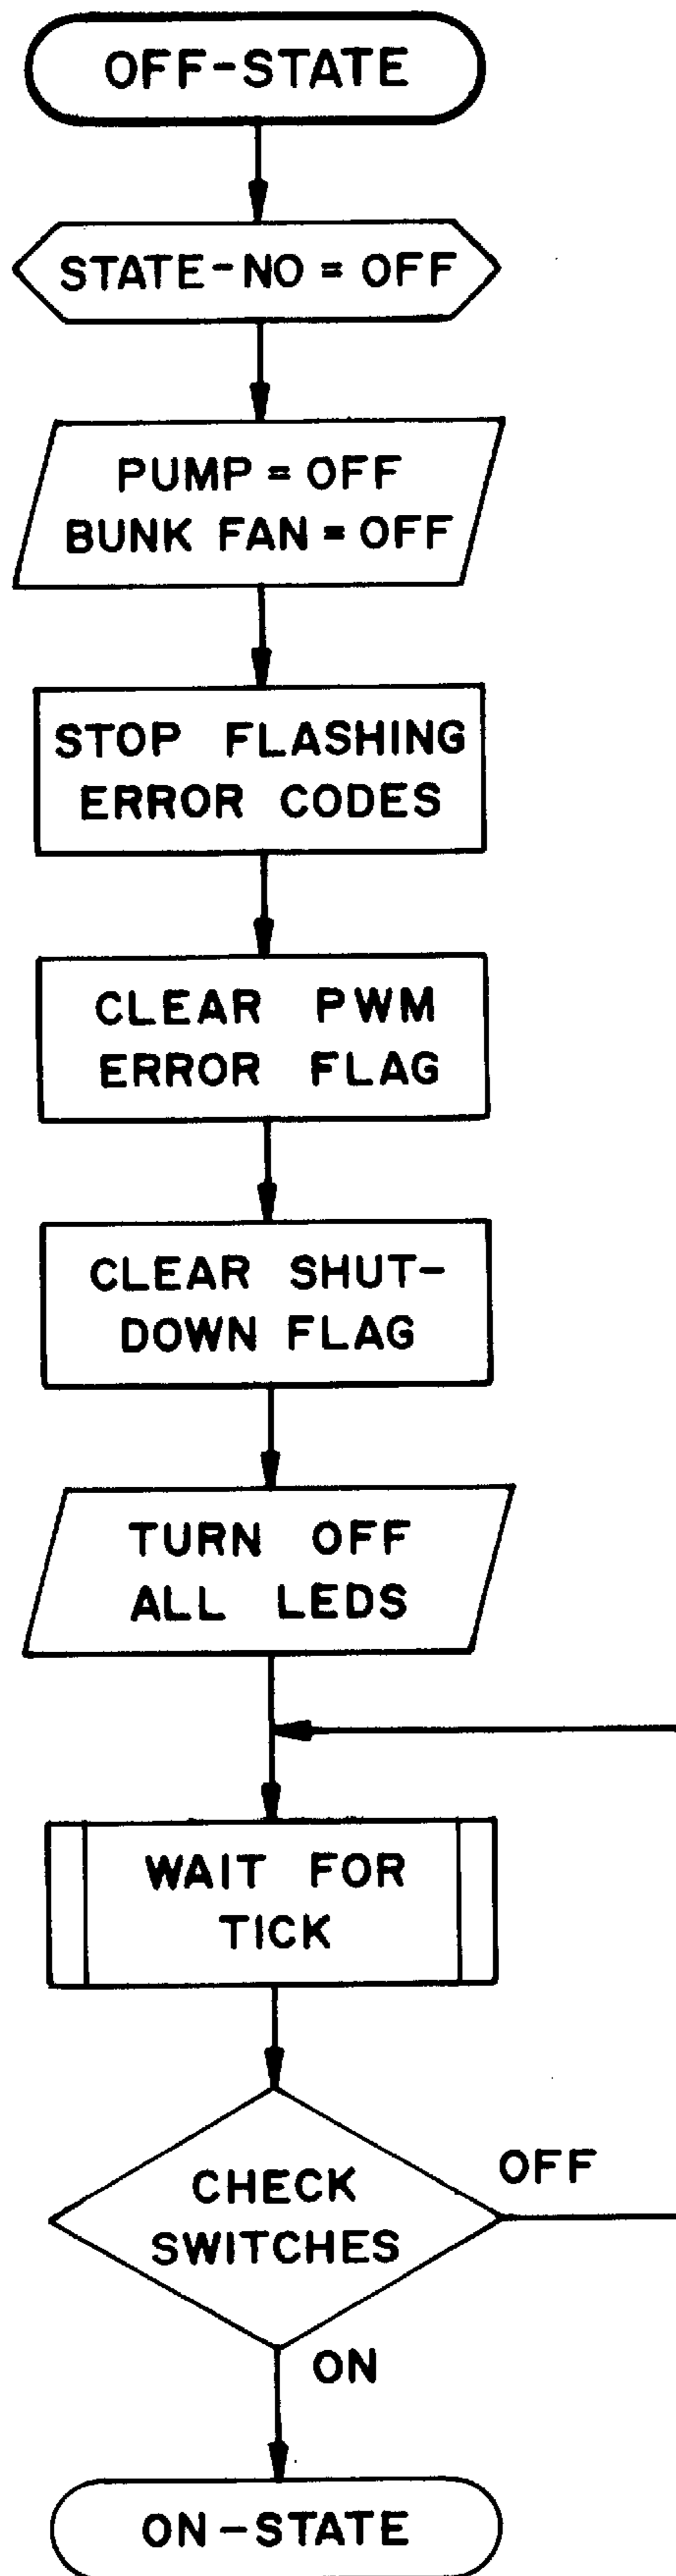 OFF-STATE
STATE-NO = OFF
PUMP = OFF
BUNK FAN = OFF
STOP FLASHING
ERROR CODES
CLEAR PWM
ERROR FLAG
CLEAR SHUT-
DOWN FLAG
TURN OFF
ALL LEDS
WAIT FOR
TICK
CHECK
SWITCHES
OFF
ON
ON-STATE